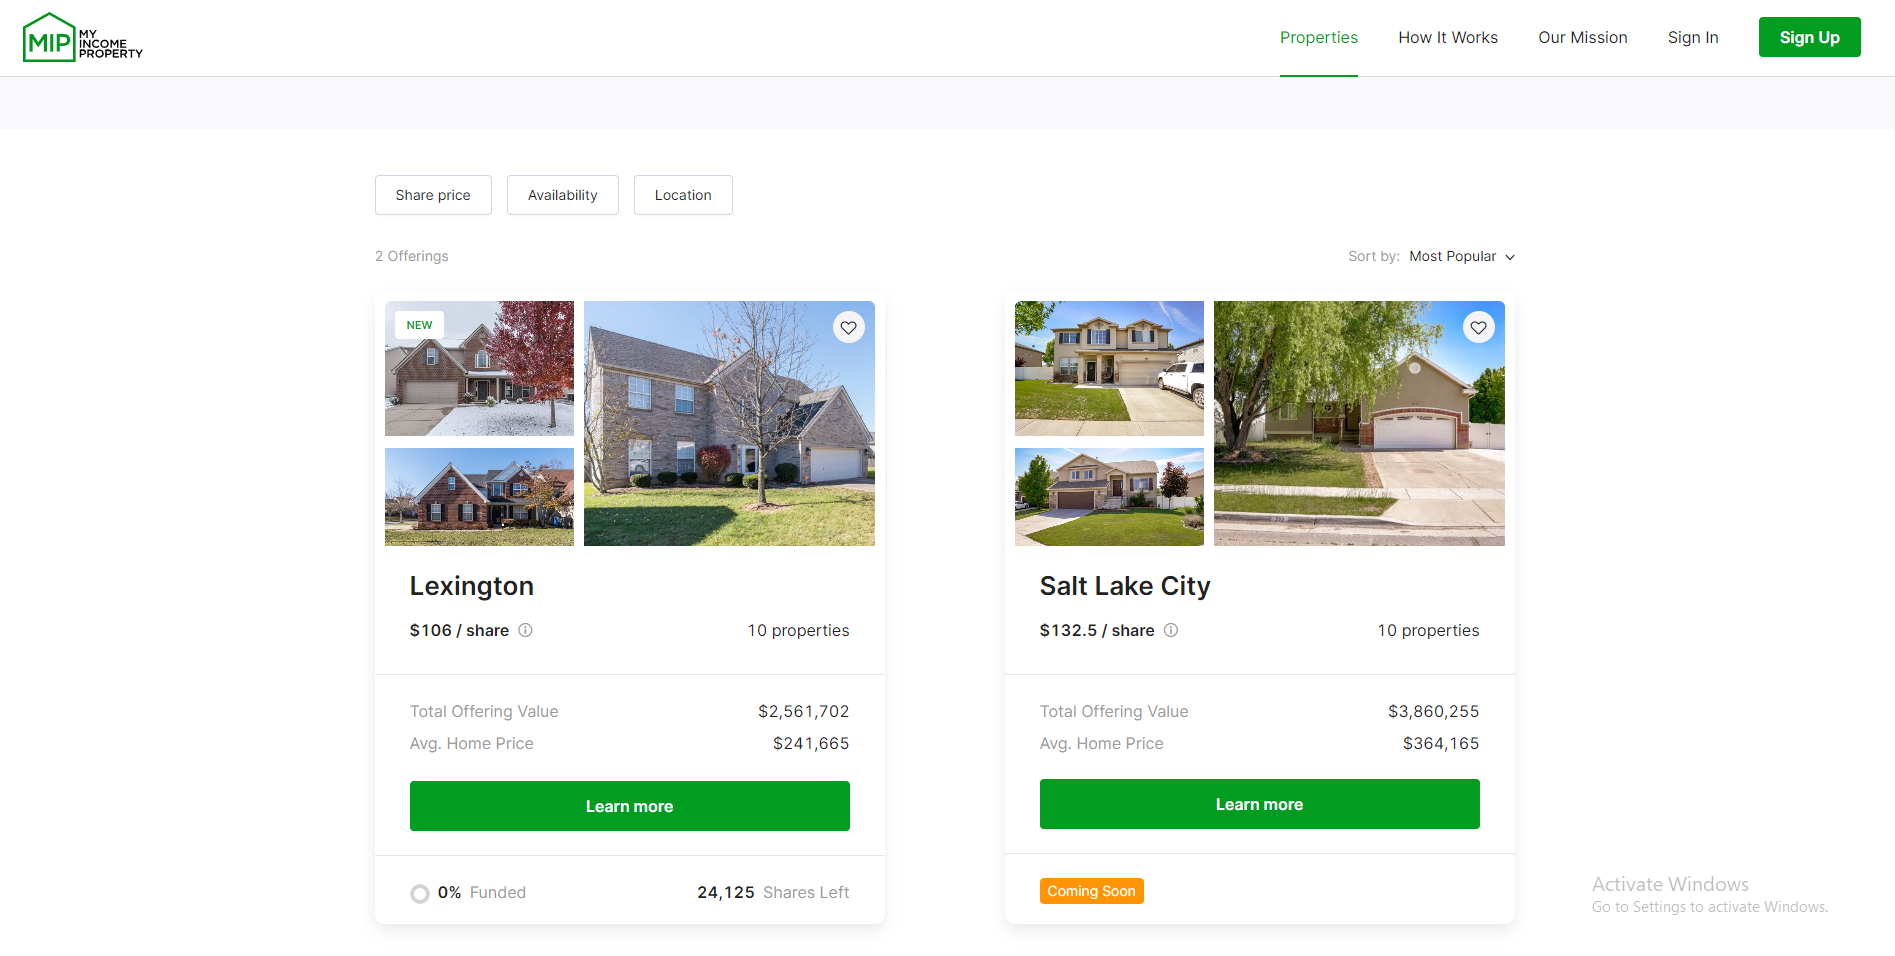 MIP MY
INCOME
PROPERTY
Properties How It Works Our Mission Sign In Sign Up
Share price Availability Location
2 Offerings
Sort by: Most Popular
NEW
Lexington
$106 / share
10 properties
Total Offering Value $2,561,702
Avg. Home Price $241,665
Learn more
0% Funded 24,125 Shares Left
Salt Lake City
$132.5 / share
10 properties
Total Offering Value $3,860,255
Avg. Home Price $364,165
Learn more
Coming Soon
Activate Windows
Go to Settings to activate Windows.